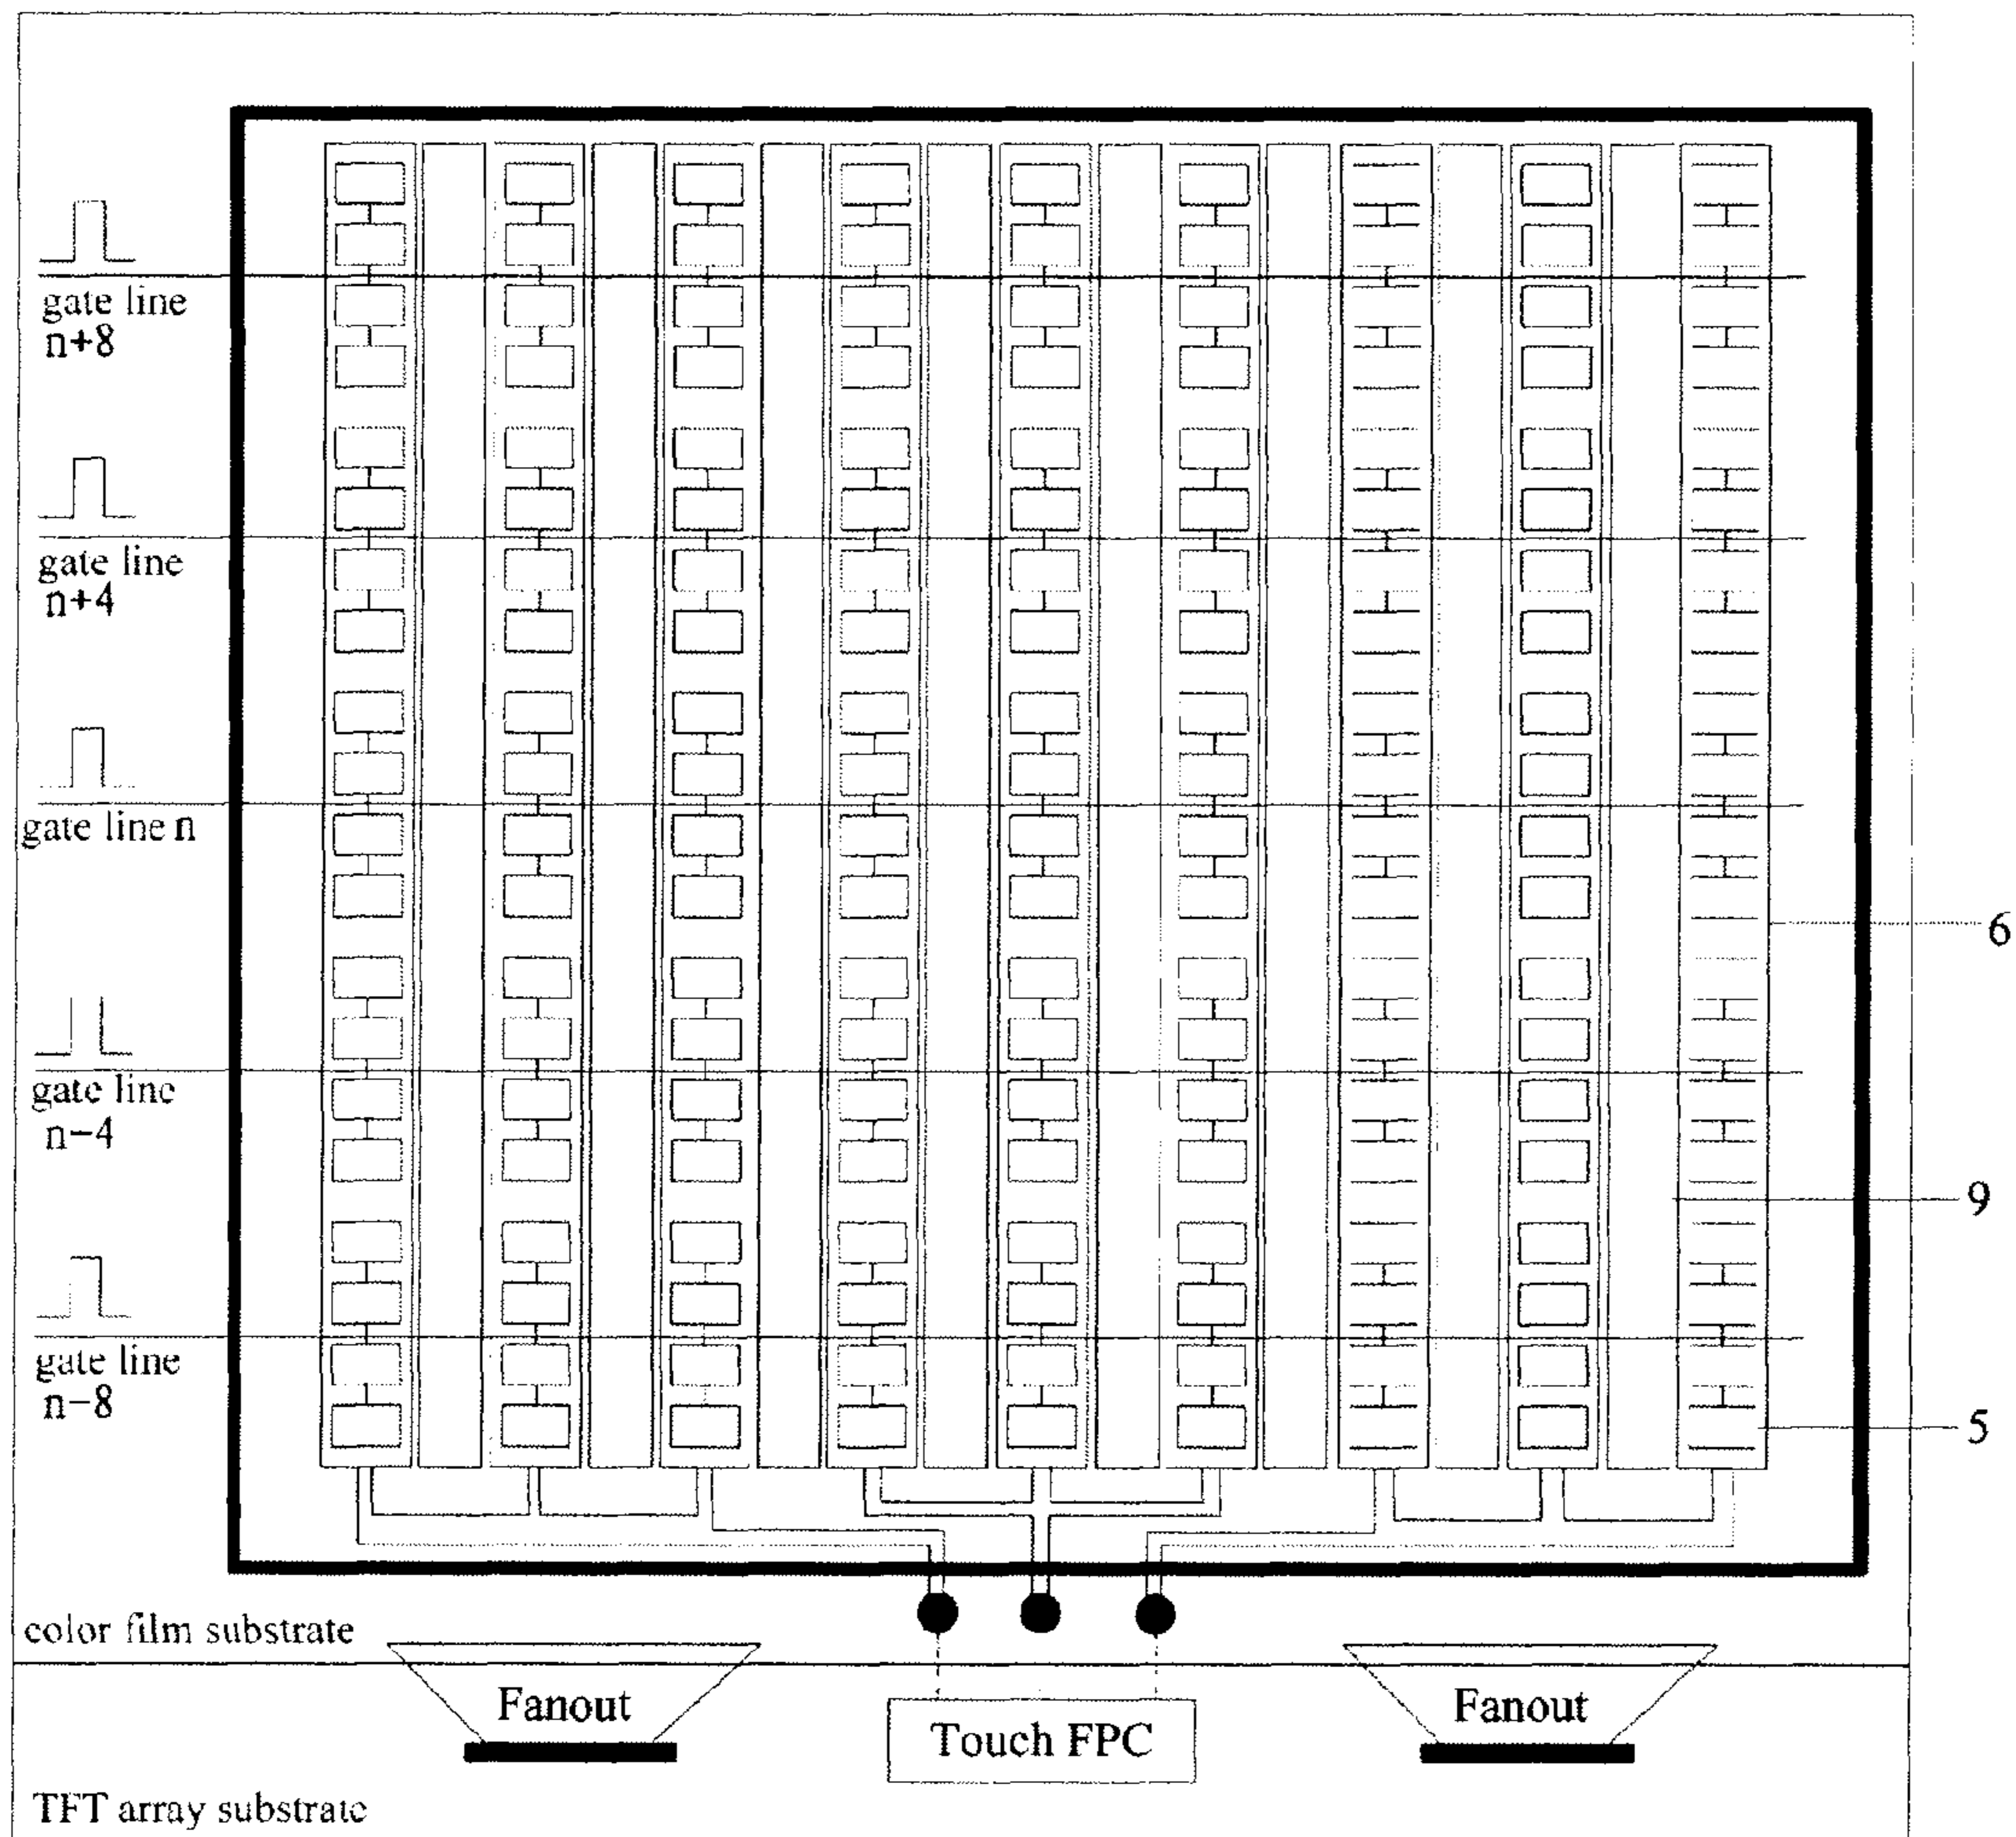 gate line
n+8
gate line
n+4
gate line n
6
gate line
n−4
9
gate line
n−8
5
color film substrate
Fanout
Touch FPC
Fanout
TFT array substrate